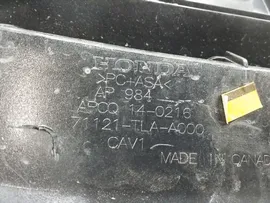 HONDA
>PC+ASA<
AP 984
APCQ 14-0216
71121-TLA-A000
CAV1
MADE IN CANADA